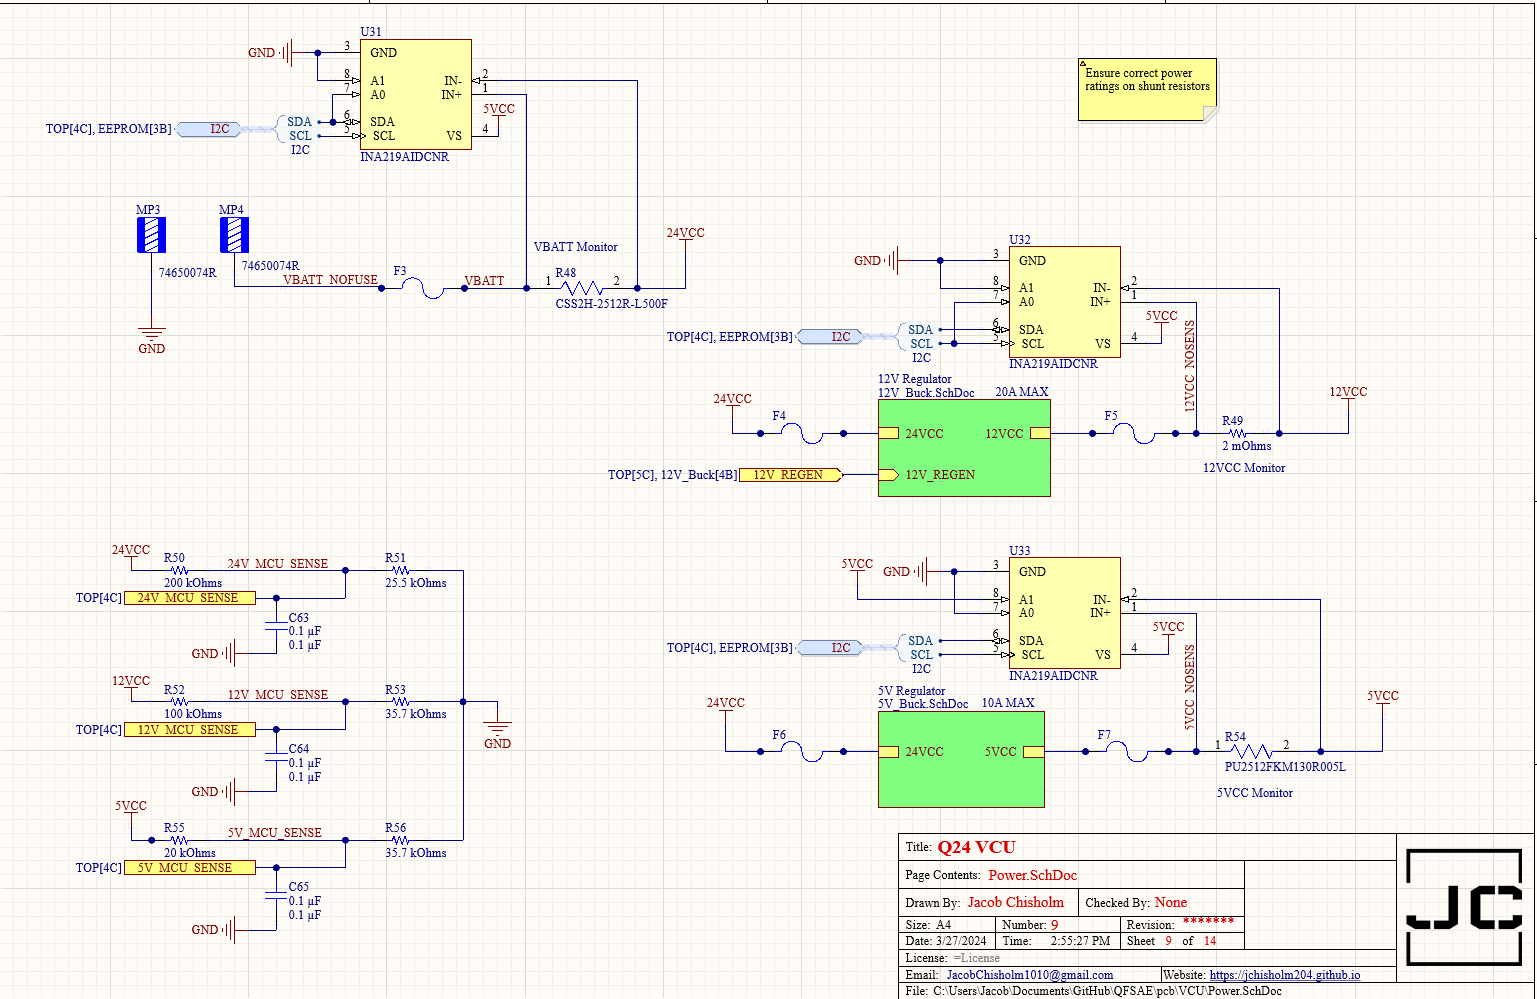 U31
GND
3
GND
8
A1
IN-
2
7
A0
IN+
1
5VCC
TOP[4C], EEPROM[3B]
I2C
SDA
6
SDA
SCL
5
SCL
VS
4
I2C
INA219AIDCNR
Ensure correct power
ratings on shunt resistors
MP3
MP4
74650074R
74650074R
VBATT_NOFUSE
F3
VBATT
VBATT Monitor
1
R48
2
CSS2H-2512R-L500F
24VCC
GND
U32
GND
3
GND
8
A1
IN-
2
7
A0
IN+
1
5VCC
TOP[4C], EEPROM[3B]
I2C
SDA
6
SDA
SCL
5
SCL
VS
4
I2C
INA219AIDCNR
12VCC_NOSENS
12V Regulator
12V_Buck.SchDoc
20A MAX
24VCC
F4
24VCC
12VCC
F5
R49
2 mOhms
12VCC
12VCC Monitor
TOP[5C], 12V_Buck[4B]
12V_REGEN
12V_REGEN
24VCC
R50
24V_MCU_SENSE
R51
200 kOhms
25.5 kOhms
TOP[4C]
24V_MCU_SENSE
C63
0.1 µF
0.1 µF
GND
12VCC
R52
12V_MCU_SENSE
R53
100 kOhms
35.7 kOhms
TOP[4C]
12V_MCU_SENSE
GND
C64
0.1 µF
0.1 µF
GND
5VCC
R55
5V_MCU_SENSE
R56
20 kOhms
35.7 kOhms
TOP[4C]
5V_MCU_SENSE
C65
0.1 µF
0.1 µF
GND
U33
5VCC
GND
3
GND
8
A1
IN-
2
7
A0
IN+
1
5VCC
TOP[4C], EEPROM[3B]
I2C
SDA
6
SDA
SCL
5
SCL
VS
4
I2C
INA219AIDCNR
5VCC_NOSENS
5V Regulator
5V_Buck.SchDoc
10A MAX
24VCC
F6
24VCC
5VCC
F7
1
R54
2
PU2512FKM130R005L
5VCC
5VCC Monitor
Title: Q24 VCU
Page Contents: Power.SchDoc
Drawn By: Jacob Chisholm
Checked By: None
Size: A4
Number: 9
Revision: *******
Date: 3/27/2024
Time: 2:55:27 PM
Sheet 9 of 14
License: =License
Email: JacobChisholm1010@gmail.com
Website: https://jchisholm204.github.io
File: C:\Users\Jacob\Documents\GitHub\QFSAE\pcb\VCU\Power.SchDoc
JC